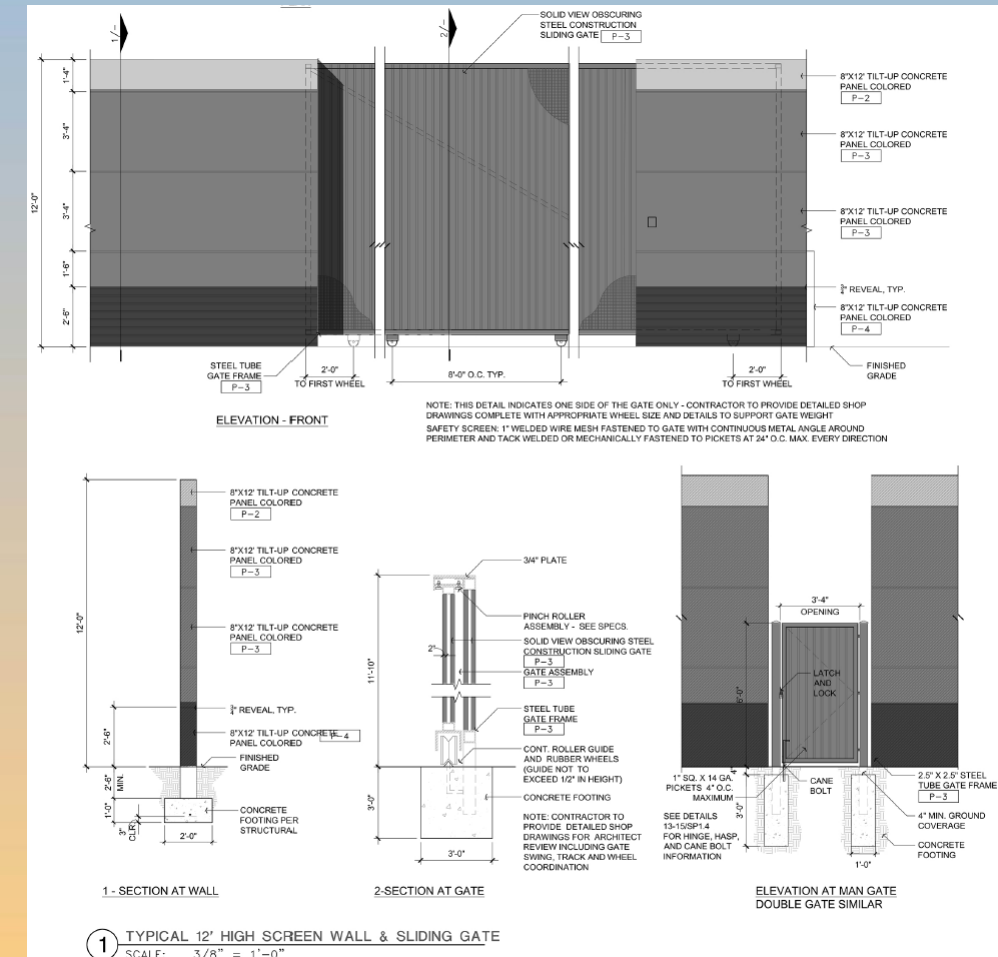 1/--
2/--
SOLID VIEW OBSCURING
STEEL CONSTRUCTION
SLIDING GATE P-3
12'-0"
1'-4"
3'-4"
3'-4"
1'-6"
2'-6"
8"X12' TILT-UP CONCRETE
PANEL COLORED
P-2
8"X12' TILT-UP CONCRETE
PANEL COLORED
P-3
8"X12' TILT-UP CONCRETE
PANEL COLORED
P-3
3/4" REVEAL, TYP.
8"X12' TILT-UP CONCRETE
PANEL COLORED
P-4
FINISHED
GRADE
STEEL TUBE
GATE FRAME
P-3
2'-0"
TO FIRST WHEEL
8'-0" O.C. TYP.
2'-0"
TO FIRST WHEEL
ELEVATION - FRONT
NOTE: THIS DETAIL INDICATES ONE SIDE OF THE GATE ONLY - CONTRACTOR TO PROVIDE DETAILED SHOP
DRAWINGS COMPLETE WITH APPROPRIATE WHEEL SIZE AND DETAILS TO SUPPORT GATE WEIGHT
SAFETY SCREEN: 1" WELDED WIRE MESH FASTENED TO GATE WITH CONTINUOUS METAL ANGLE AROUND
PERIMETER AND TACK WELDED OR MECHANICALLY FASTENED TO PICKETS AT 24" O.C. MAX. EVERY DIRECTION
12'-0"
8"X12' TILT-UP CONCRETE
PANEL COLORED
P-2
8"X12' TILT-UP CONCRETE
PANEL COLORED
P-3
8"X12' TILT-UP CONCRETE
PANEL COLORED
P-3
3/4" REVEAL, TYP.
8"X12' TILT-UP CONCRETE
PANEL COLORED P-4
FINISHED
GRADE
2'-6"
2'-6"
MIN.
1'-0"
3"
CLR.
2'-0"
CONCRETE
FOOTING PER
STRUCTURAL
1 - SECTION AT WALL
3/4" PLATE
PINCH ROLLER
ASSEMBLY - SEE SPECS.
SOLID VIEW OBSCURING STEEL
CONSTRUCTION SLIDING GATE
P-3
GATE ASSEMBLY
P-3
STEEL TUBE
GATE FRAME
P-3
CONT. ROLLER GUIDE
AND RUBBER WHEELS
(GUIDE NOT TO
EXCEED 1/2" IN HEIGHT)
CONCRETE FOOTING
NOTE: CONTRACTOR TO
PROVIDE DETAILED SHOP
DRAWINGS FOR ARCHITECT
REVIEW INCLUDING GATE
SWING, TRACK AND WHEEL
COORDINATION
2"
11'-10"
3'-0"
3'-0"
2-SECTION AT GATE
3'-4"
OPENING
LATCH
AND
LOCK
6'-0"
4"
3'-0"
1" SQ. X 14 GA.
PICKETS 4" O.C.
MAXIMUM
SEE DETAILS
13-15/SP1.4
FOR HINGE, HASP,
AND CANE BOLT
INFORMATION
CANE
BOLT
2.5" X 2.5' STEEL
TUBE GATE FRAME
P-3
4" MIN. GROUND
COVERAGE
CONCRETE
FOOTING
1'-0"
ELEVATION AT MAN GATE
DOUBLE GATE SIMILAR
1 TYPICAL 12' HIGH SCREEN WALL & SLIDING GATE
SCALE: 3/8" = 1'-0"